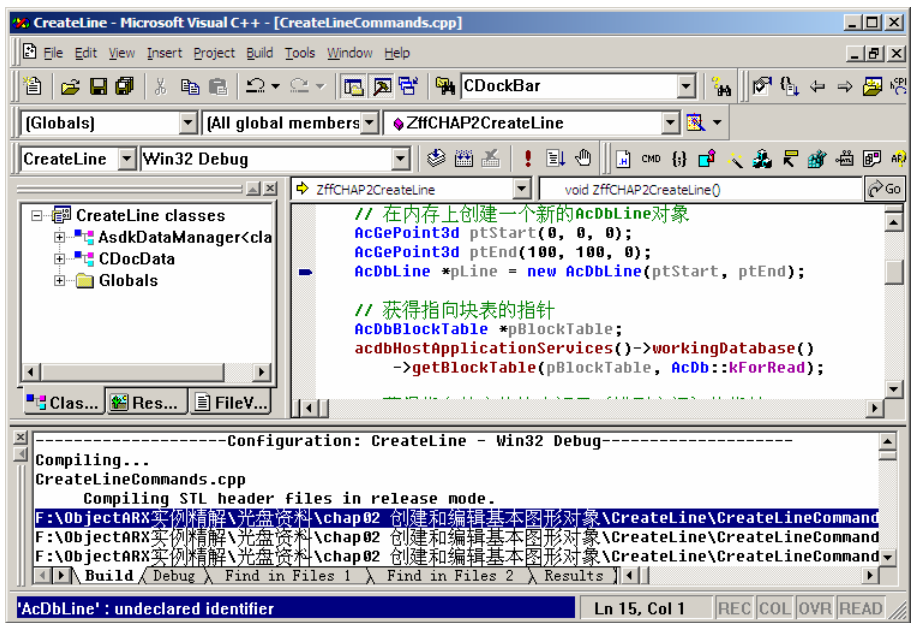 CreateLine - Microsoft Visual C++ - [CreateLineCommands.cpp]
File Edit View Insert Project Build Tools Window Help
CDockBar
(Globals) (All global members ZffCHAP2CreateLine
CreateLine Win32 Debug CMD
ZffCHAP2CreateLine void ZffCHAP2CreateLine() Go
CreateLine classes
AsdkDataManager<cla
CDocData
Globals
Clas... Res... FileV...
// 在内存上创建一个新的AcDbLine对象
AcGePoint3d ptStart(0, 0, 0);
AcGePoint3d ptEnd(100, 100, 0);
AcDbLine *pLine = new AcDbLine(ptStart, ptEnd);
// 获得指向块表的指针
AcDbBlockTable *pBlockTable;
acdbHostApplicationServices()->workingDatabase()
->getBlockTable(pBlockTable, AcDb::kForRead);
--------------------Configuration: CreateLine - Win32 Debug--------------------
Compiling...
CreateLineCommands.cpp
Compiling STL header files in release mode.
F:\ObjectARX实例精解\光盘资料\chap02 创建和编辑基本图形对象\CreateLine\CreateLineCommand
F:\ObjectARX实例精解\光盘资料\chap02 创建和编辑基本图形对象\CreateLine\CreateLineCommand
F:\ObjectARX实例精解\光盘资料\chap02 创建和编辑基本图形对象\CreateLine\CreateLineCommand
Build Debug Find in Files 1 Find in Files 2 Results
'AcDbLine' : undeclared identifier Ln 15, Col 1 REC COL OVR READ